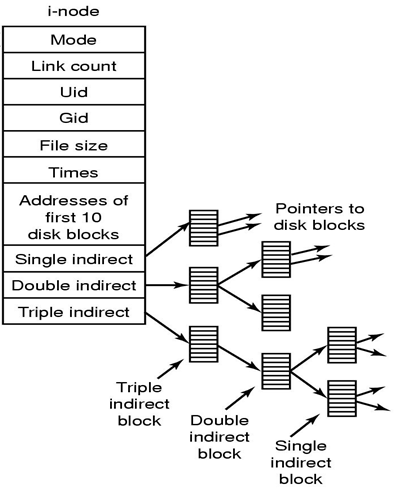 i-node
Mode
Link count
Uid
Gid
File size
Times
Addresses of
first 10
disk blocks
Single indirect
Double indirect
Triple indirect
Pointers to
disk blocks
Triple
indirect
block
Double
indirect
block
Single
indirect
block